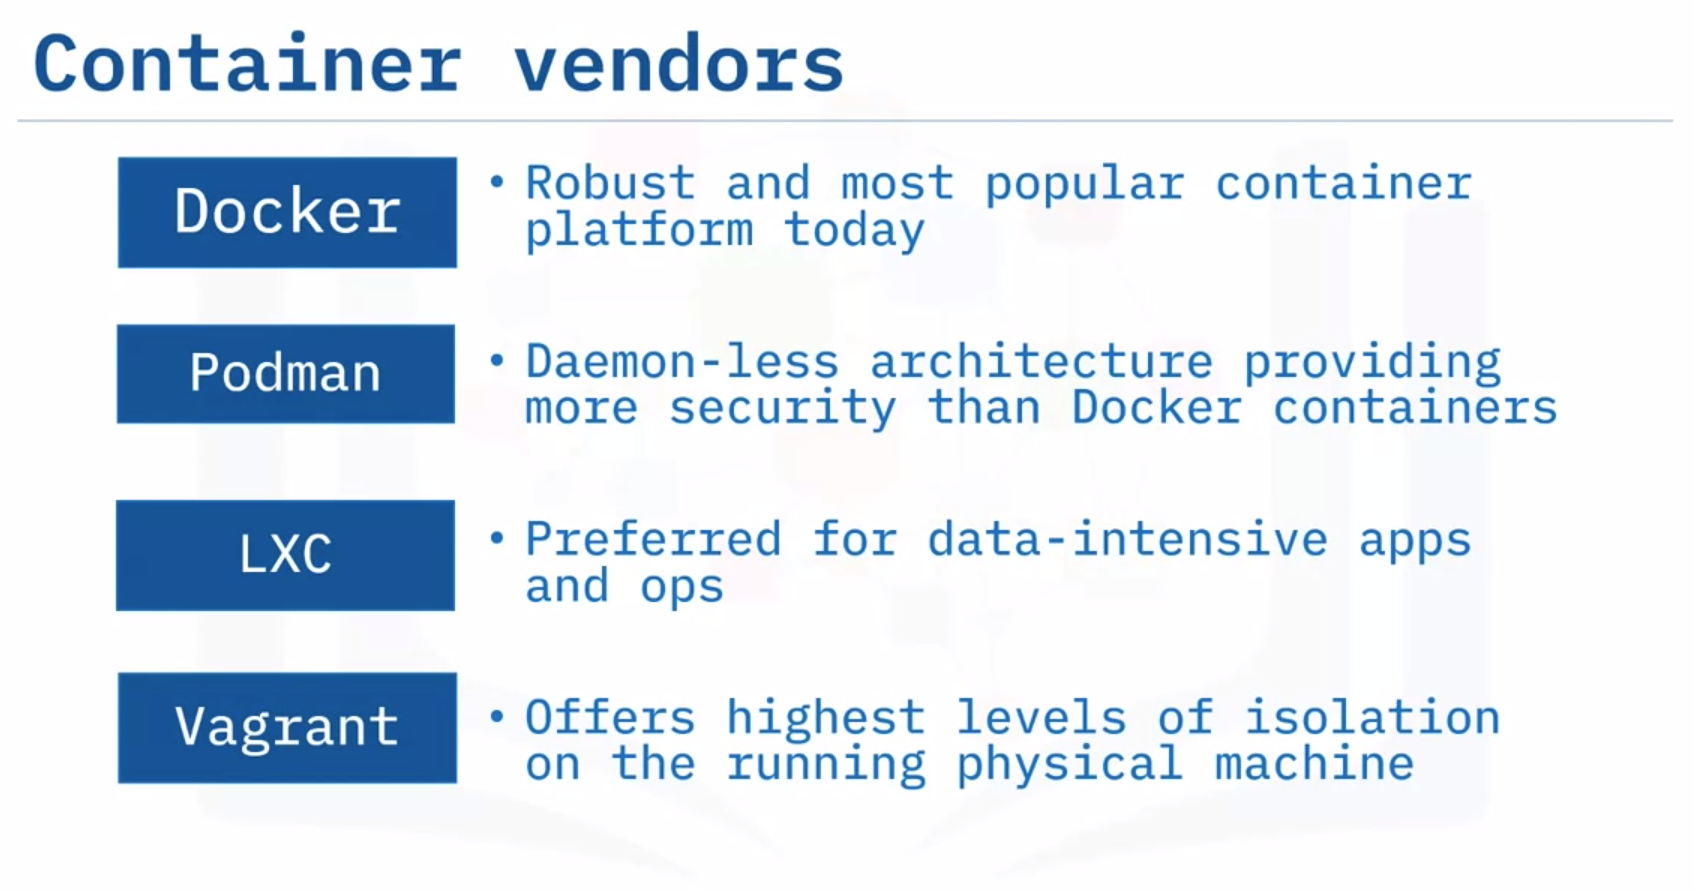 Container vendors
Docker
• Robust and most popular container
platform today
Podman
• Daemon-less architecture providing
more security than Docker containers
LXC
• Preferred for data-intensive apps
and ops
Vagrant
• Offers highest levels of isolation
on the running physical machine